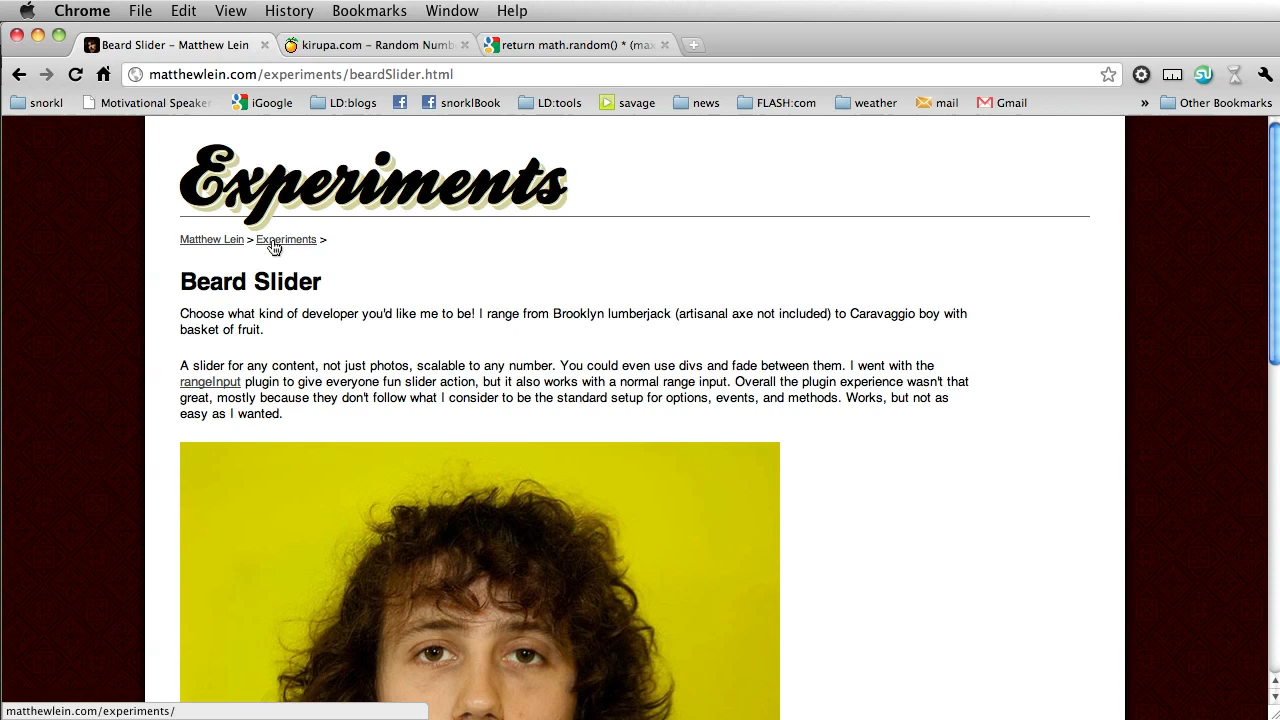 Chrome File Edit View History Bookmarks Window Help
Beard Slider – Matthew Lein kirupa.com – Random Numb return math.random() * (ma
matthewlein.com/experiments/beardSlider.html
snorkl Motivational Speake iGoogle LD:blogs snorklBook LD:tools savage news FLASH:com weather mail Gmail » Other Bookmarks
Experiments
Matthew Lein > Experiments >
Beard Slider
Choose what kind of developer you'd like me to be! I range from Brooklyn lumberjack (artisanal axe not included) to Caravaggio boy with
basket of fruit.
A slider for any content, not just photos, scalable to any number. You could even use divs and fade between them. I went with the
rangeInput plugin to give everyone fun slider action, but it also works with a normal range input. Overall the plugin experience wasn't that
great, mostly because they don't follow what I consider to be the standard setup for options, events, and methods. Works, but not as
easy as I wanted.
matthewlein.com/experiments/